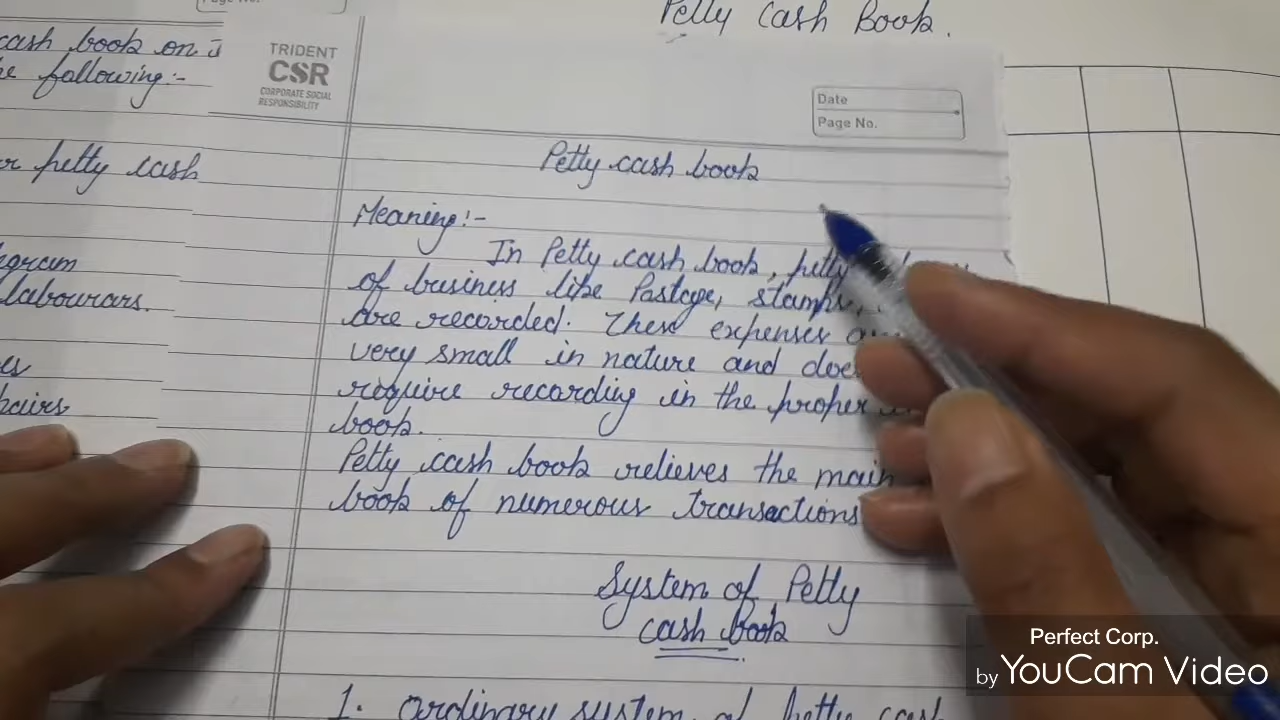 Petty Cash Book.
cash book on
following:-
TRIDENT
CSR
CORPORATE SOCIAL
RESPONSIBILITY
Date
Page No.
petty cash
labourars.
Petty cash book
Meaning:-
In Petty cash book, petty
of business like Postage, stamps,
are recorded. These expenses
very small in nature and does
require recording in the proper
book.
Petty cash book relieves the main
book of numerous transactions
System of Petty
cash book
1. Ordinary system of petty cash
Perfect Corp.
by YouCam Video